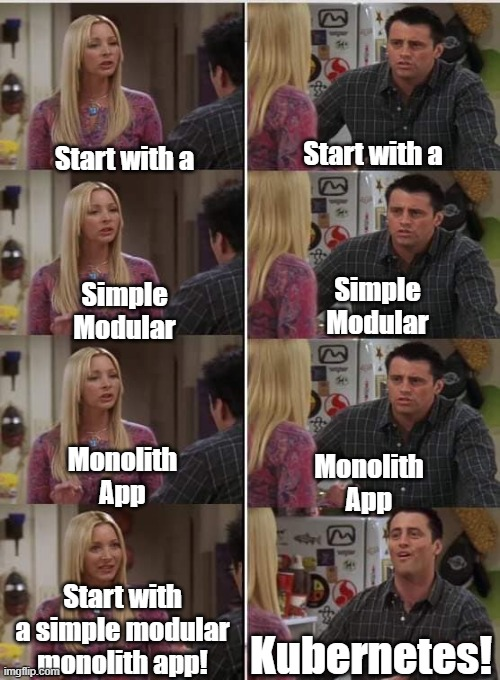 Start with a
Start with a
Simple
Modular
Simple
Modular
Monolith
App
Monolith
App
Start with
a simple modular
monolith app!
Kubernetes!
imgflip.com